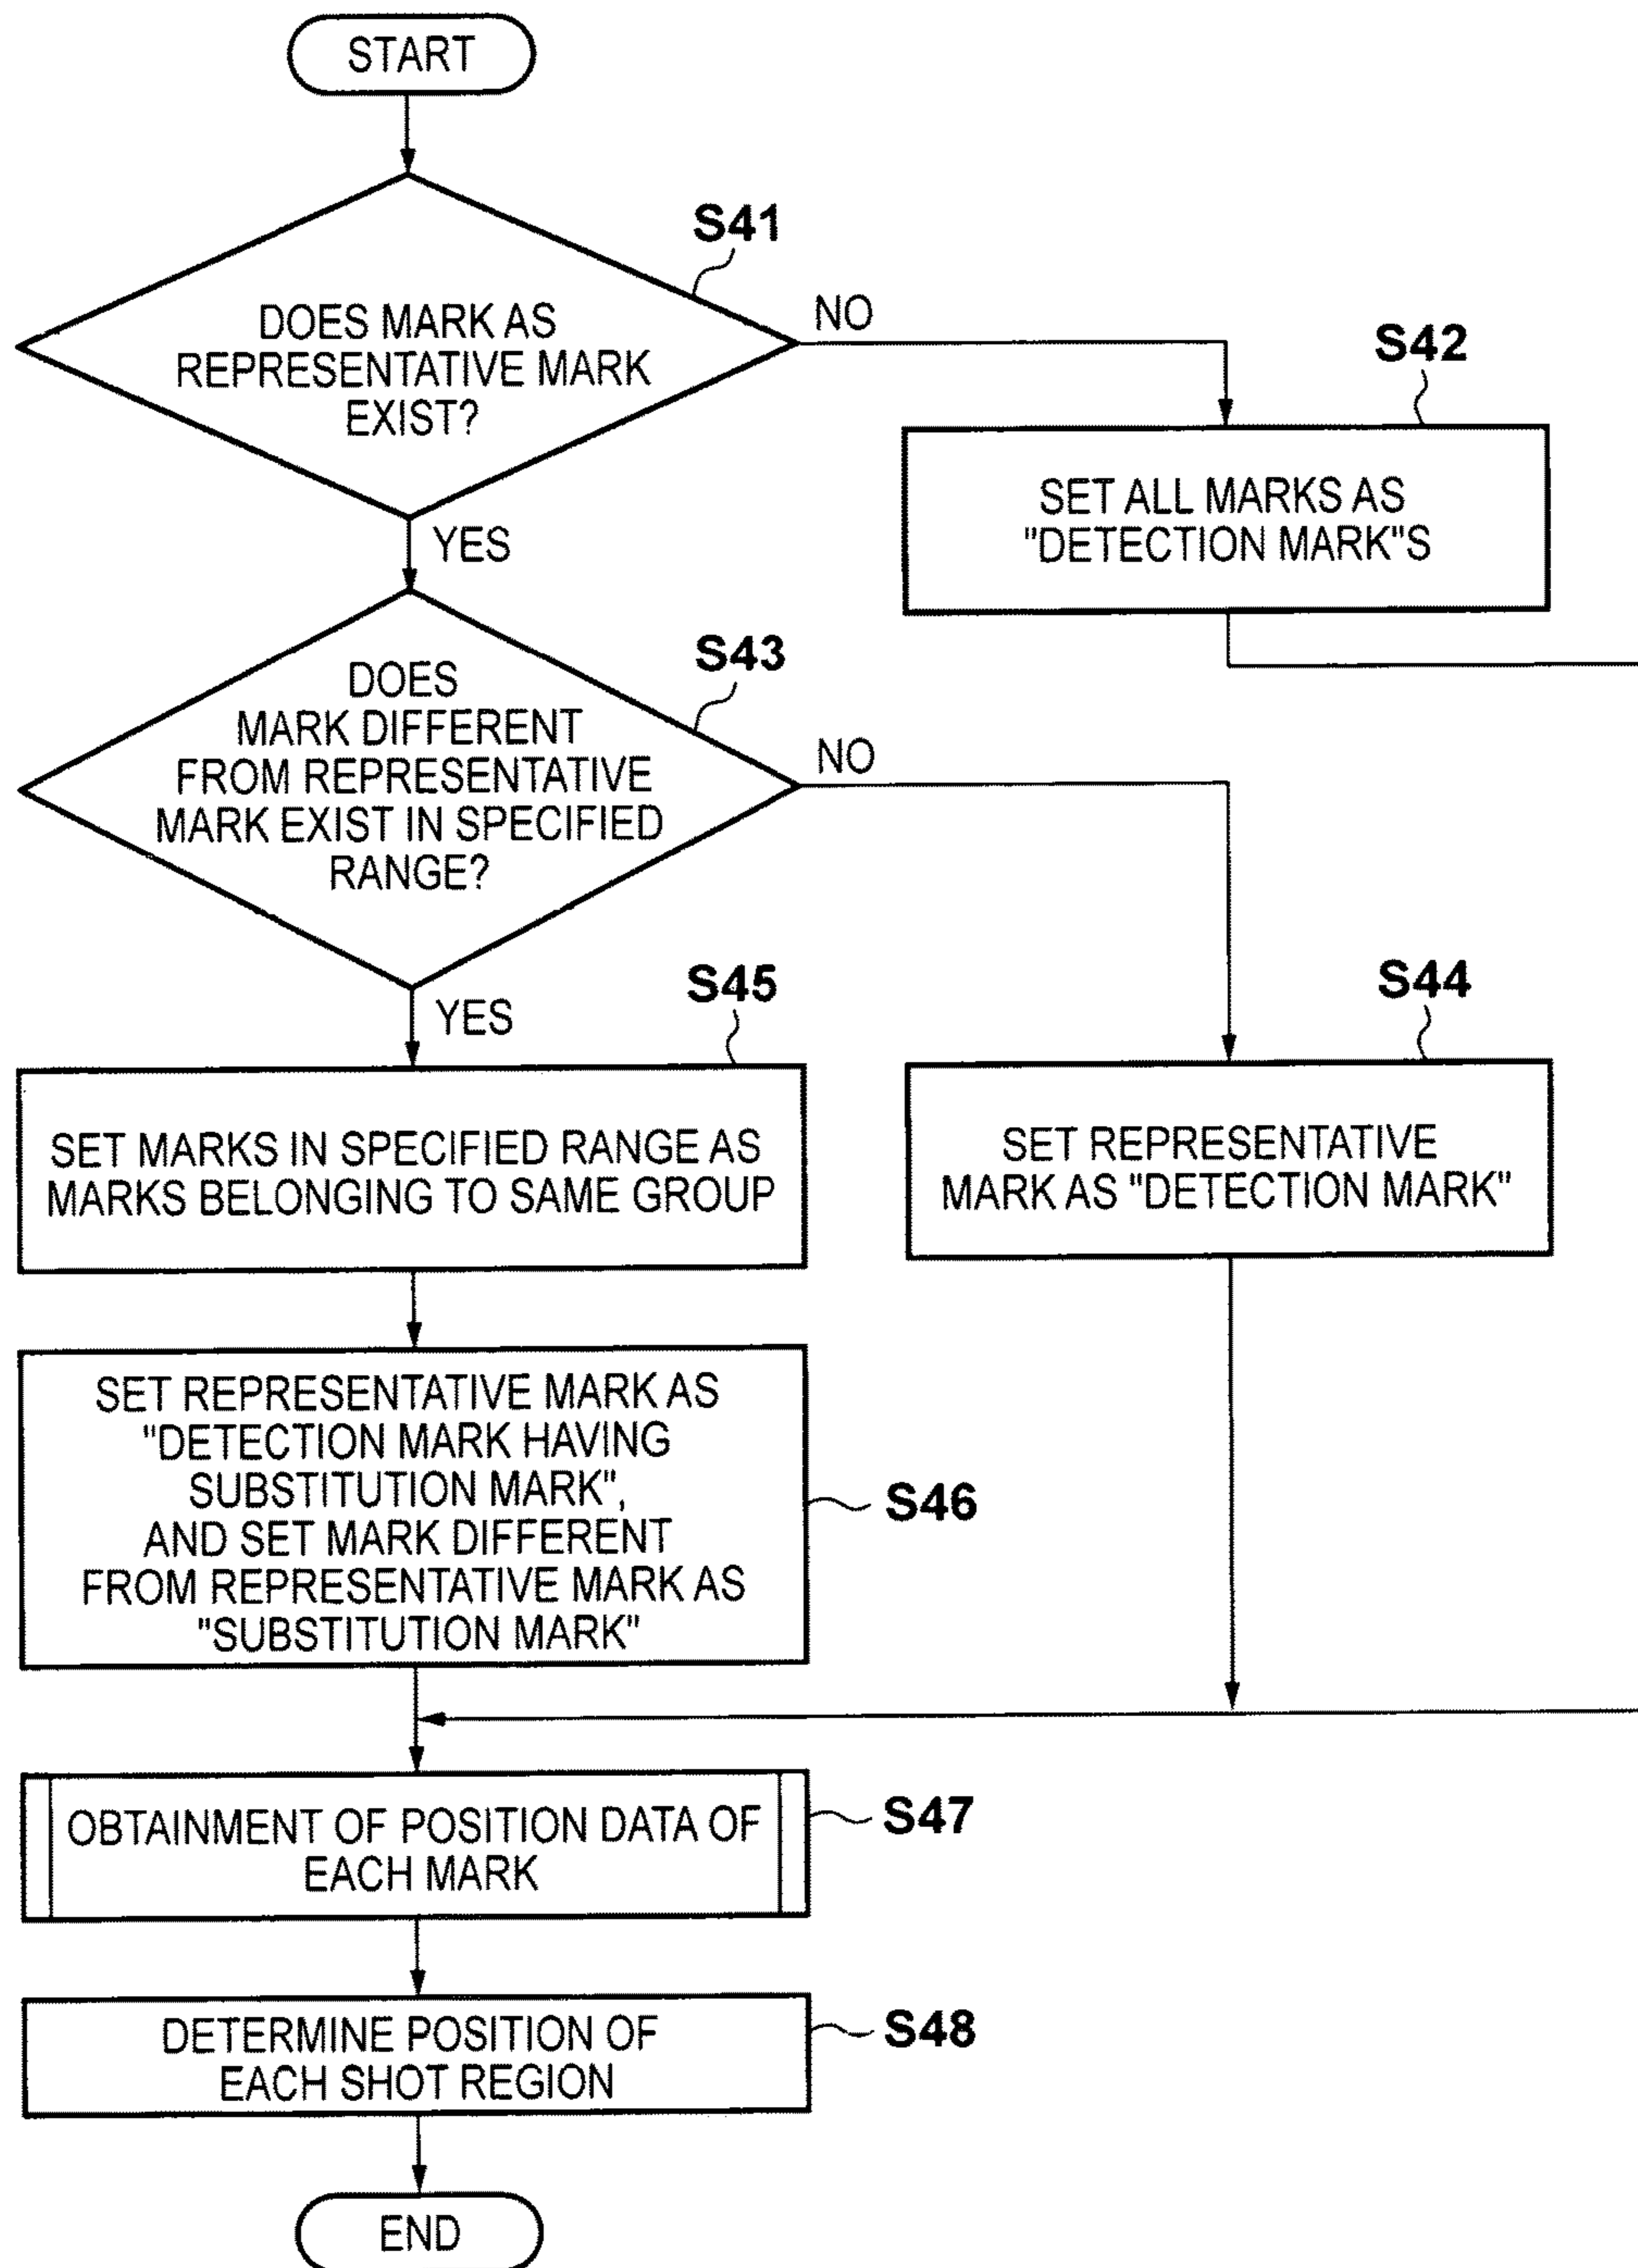 START
S41
DOES MARK AS
REPRESENTATIVE MARK
EXIST?
NO
YES
S42
SET ALL MARKS AS
"DETECTION MARK"S
S43
DOES
MARK DIFFERENT
FROM REPRESENTATIVE
MARK EXIST IN SPECIFIED
RANGE?
NO
YES
S44
SET REPRESENTATIVE
MARK AS "DETECTION MARK"
S45
SET MARKS IN SPECIFIED RANGE AS
MARKS BELONGING TO SAME GROUP
SET REPRESENTATIVE MARK AS
"DETECTION MARK HAVING
SUBSTITUTION MARK",
AND SET MARK DIFFERENT
FROM REPRESENTATIVE MARK AS
"SUBSTITUTION MARK"
S46
OBTAINMENT OF POSITION DATA OF
EACH MARK
S47
DETERMINE POSITION OF
EACH SHOT REGION
S48
END